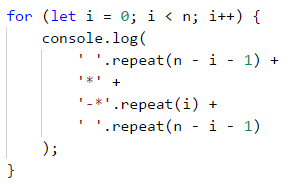 for (let i = 0; i < n; i++) {
    console.log(
        ' '.repeat(n - i - 1) +
        '*' +
        '-*'.repeat(i) +
        ' '.repeat(n - i - 1)
    );
}